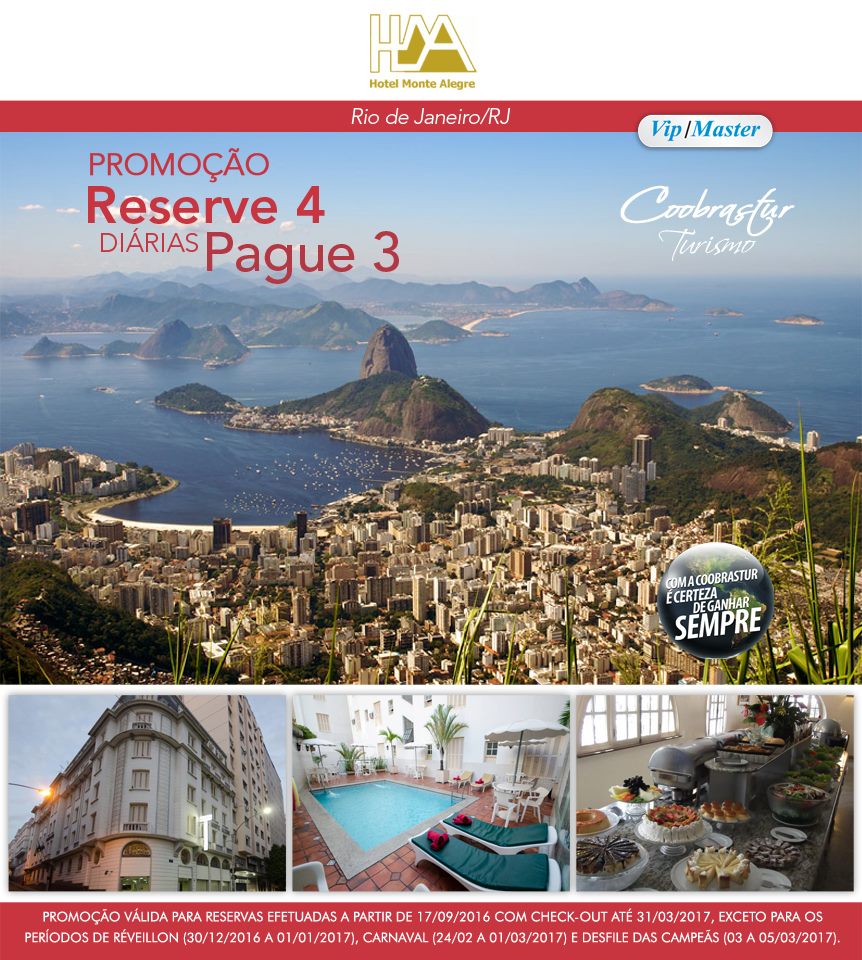 HMA
Hotel Monte Alegre
Rio de Janeiro/RJ
Vip/Master
PROMOÇÃO
Reserve 4
DIÁRIAS Pague 3
Coobrastur
Turismo
COM A COOBRASTUR
É CERTEZA
DE GANHAR
SEMPRE
PROMOÇÃO VÁLIDA PARA RESERVAS EFETUADAS A PARTIR DE 17/09/2016 COM CHECK-OUT ATÉ 31/03/2017, EXCETO PARA OS
PERÍODOS DE RÉVEILLON (30/12/2016 A 01/01/2017), CARNAVAL (24/02 A 01/03/2017) E DESFILE DAS CAMPEÃS (03 A 05/03/2017).